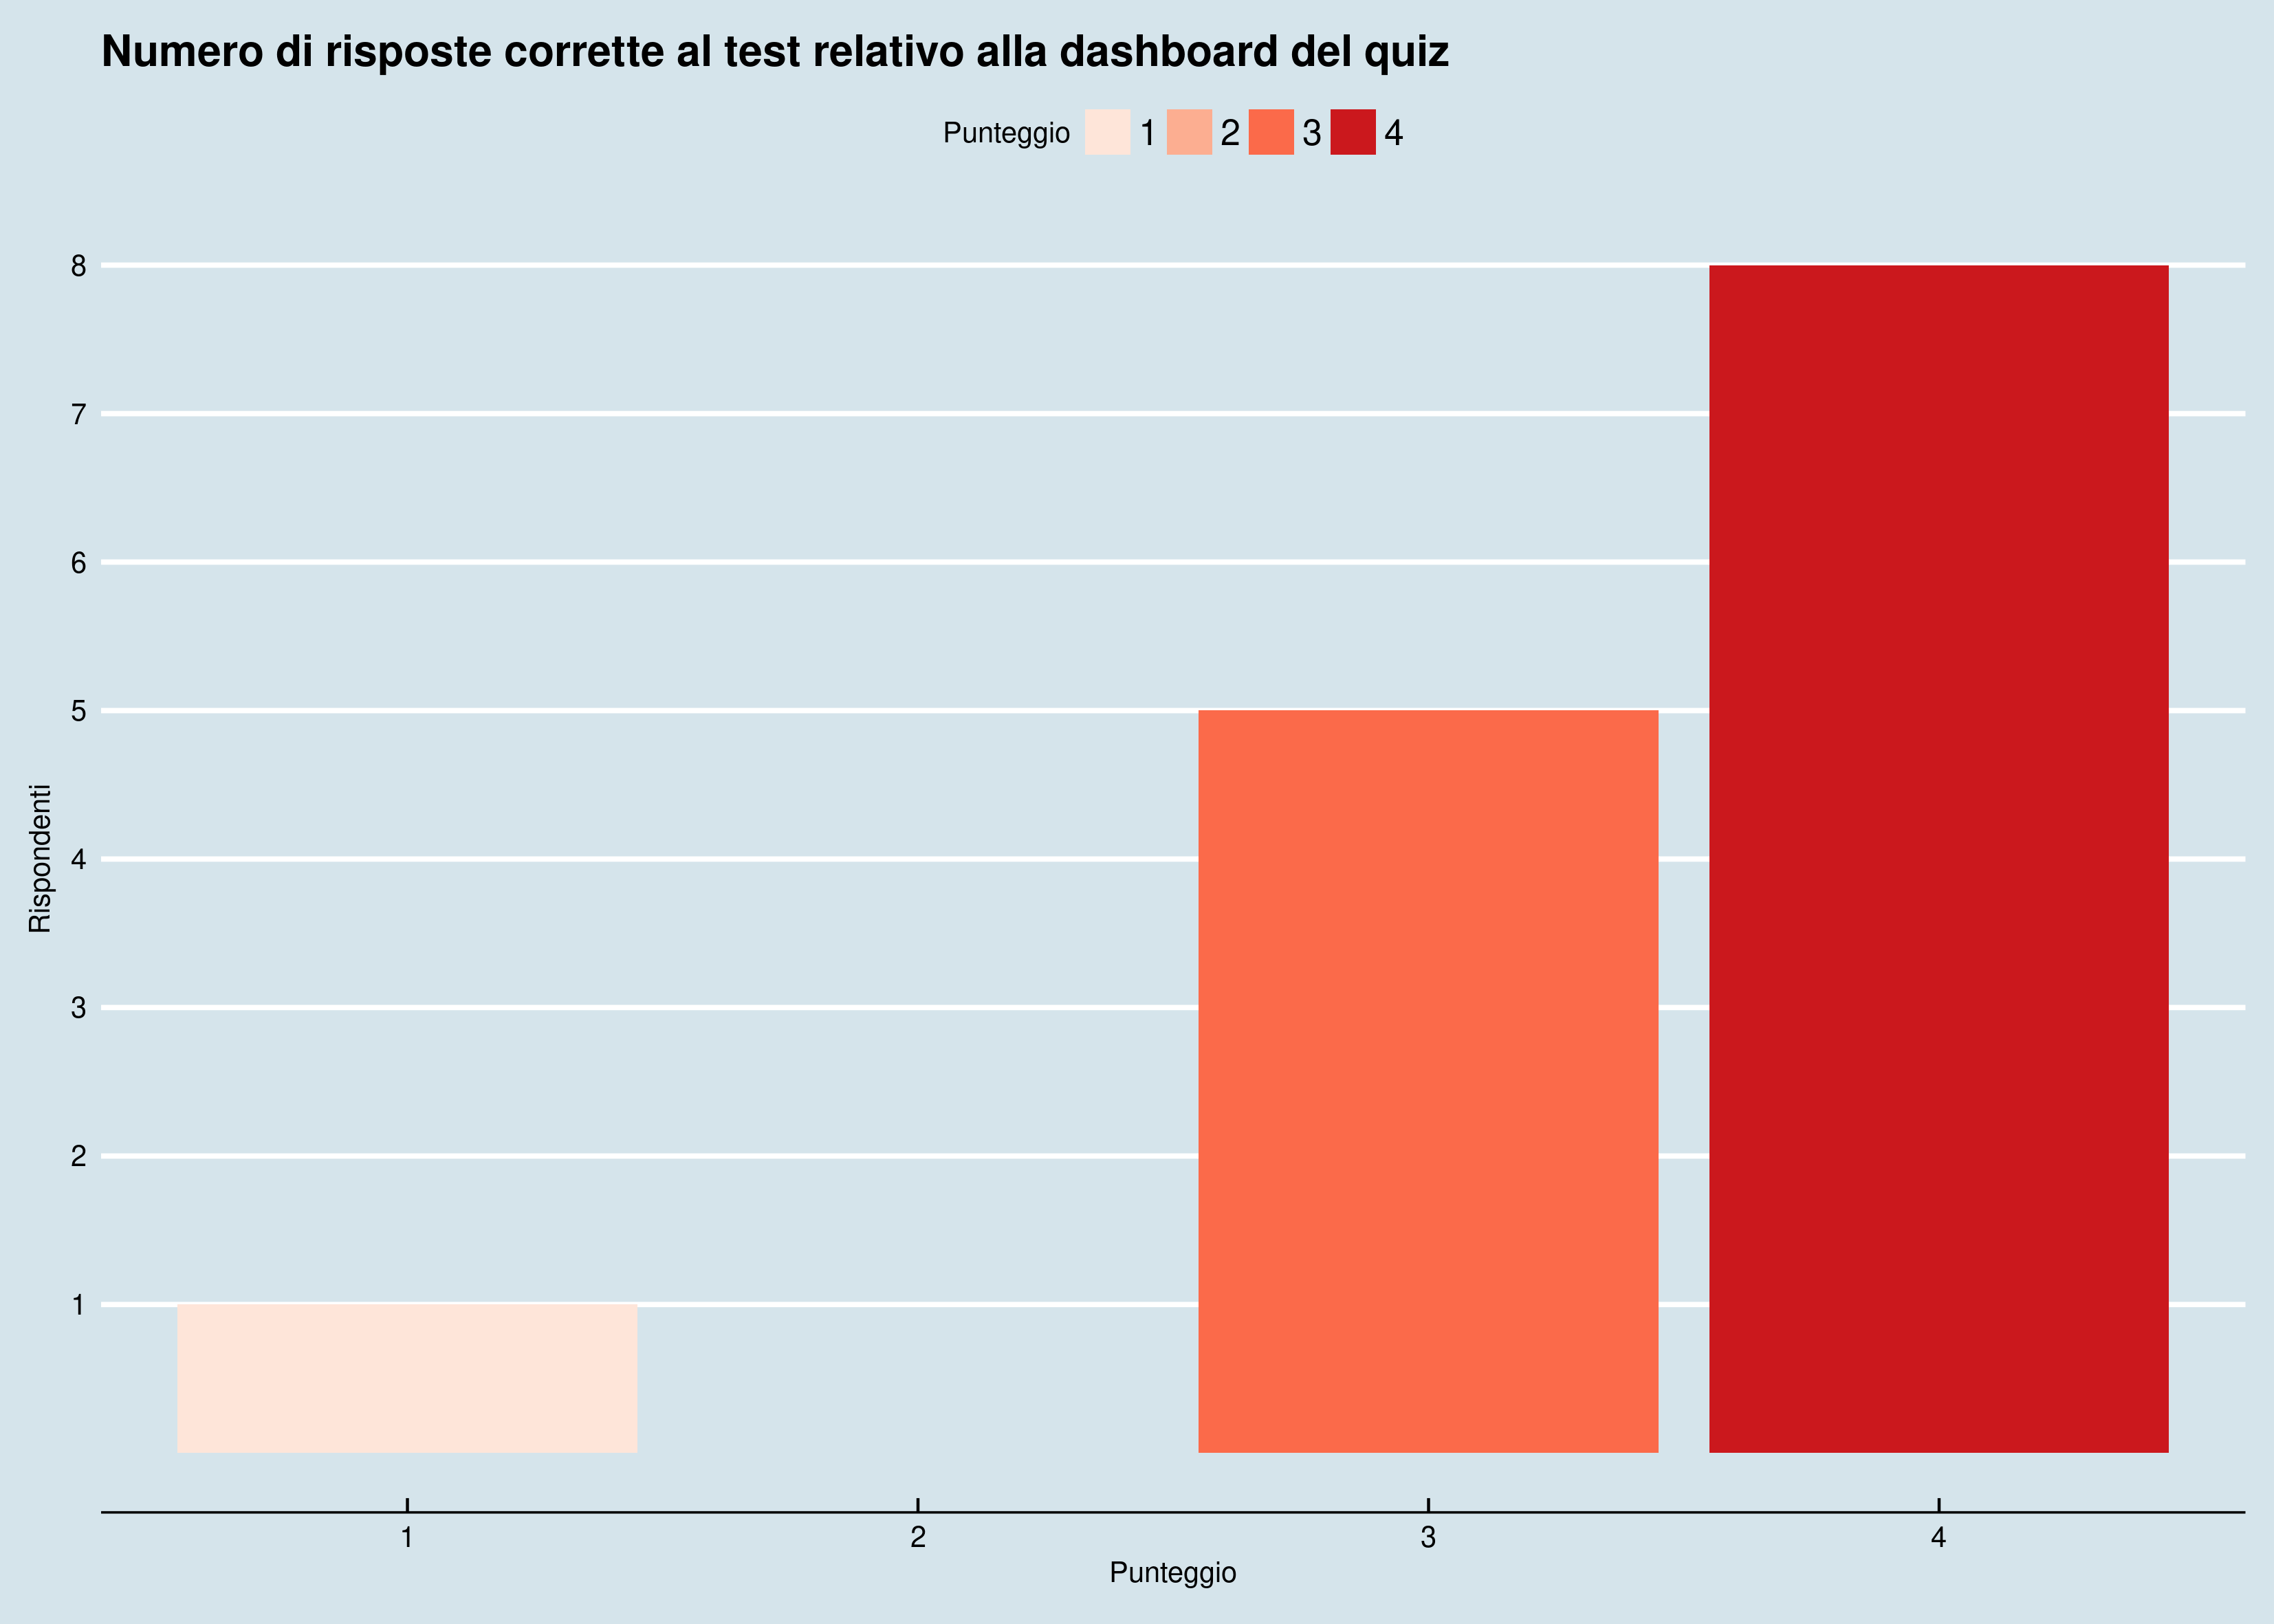 Numero di risposte corrette al test relativo alla dashboard del quiz
Punteggio 1 2 3 4
8
7
6
5
4
3
2
1
Rispondenti
1 2 3 4
Punteggio